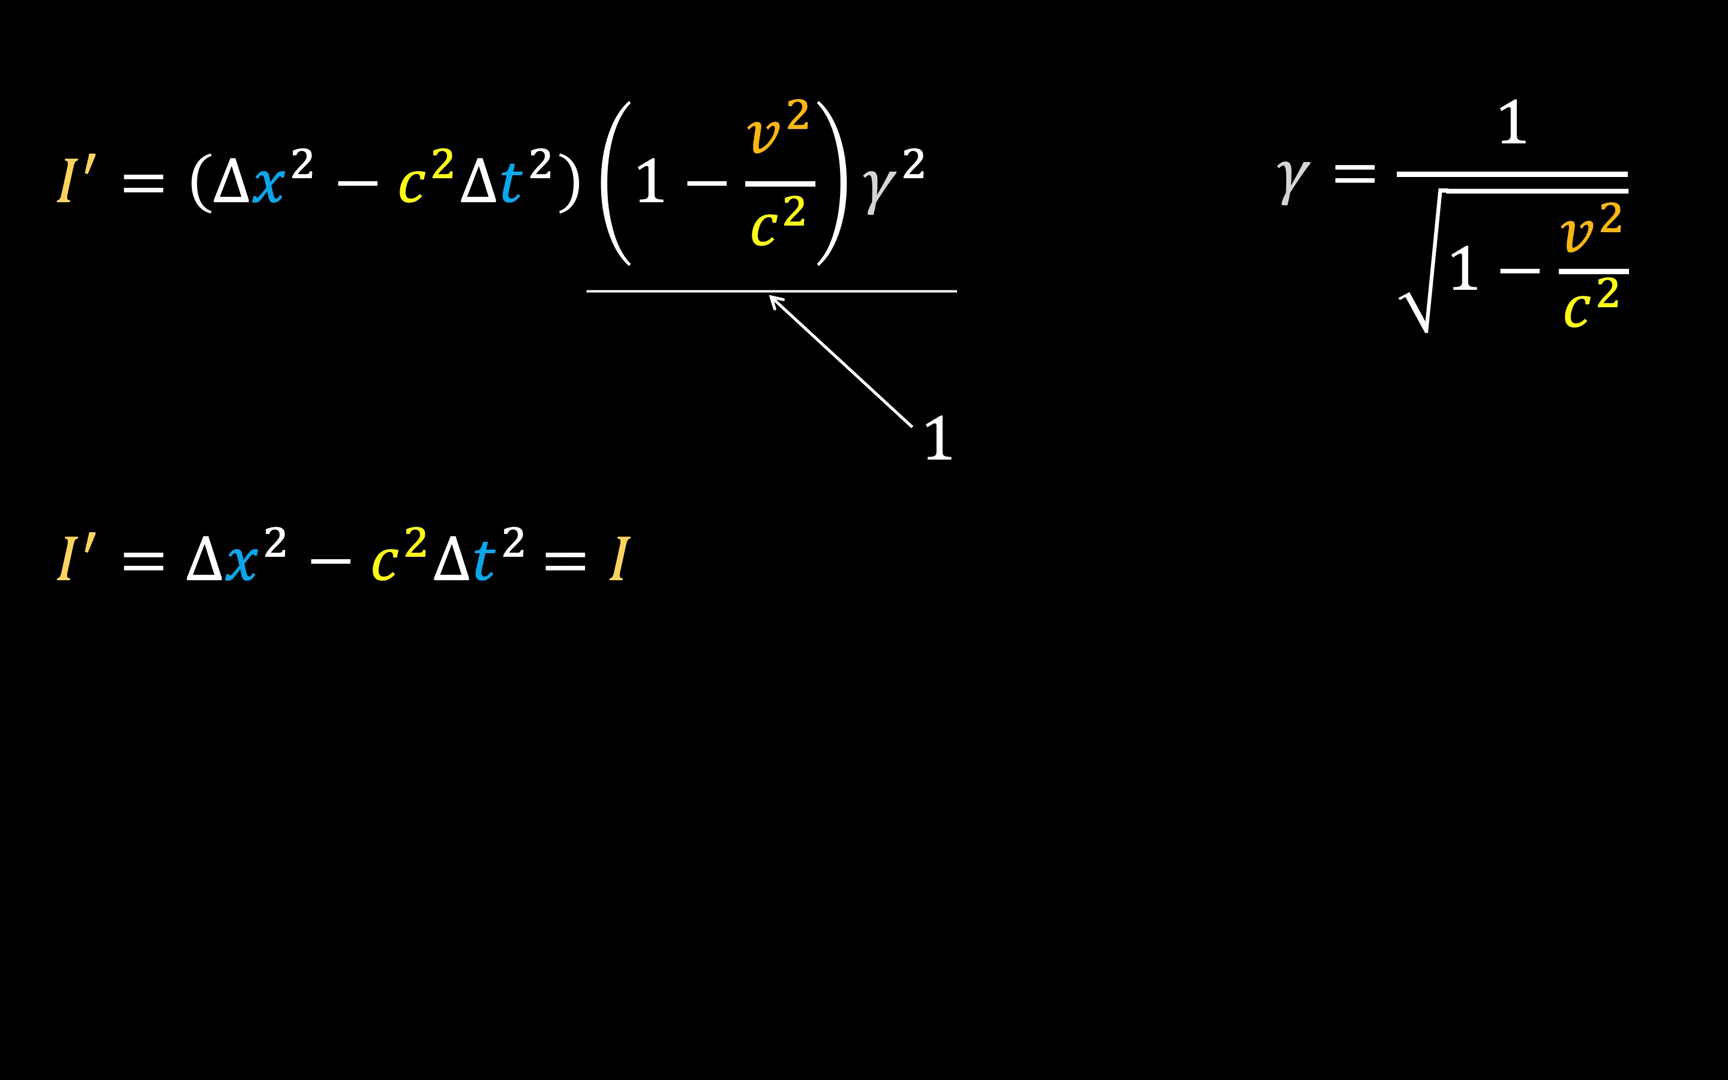 I′ = (Δx² − c²Δt²)(1 − v²/c²)γ²
γ = 1/√(1 − v²/c²)
1
I′ = Δx² − c²Δt² = I